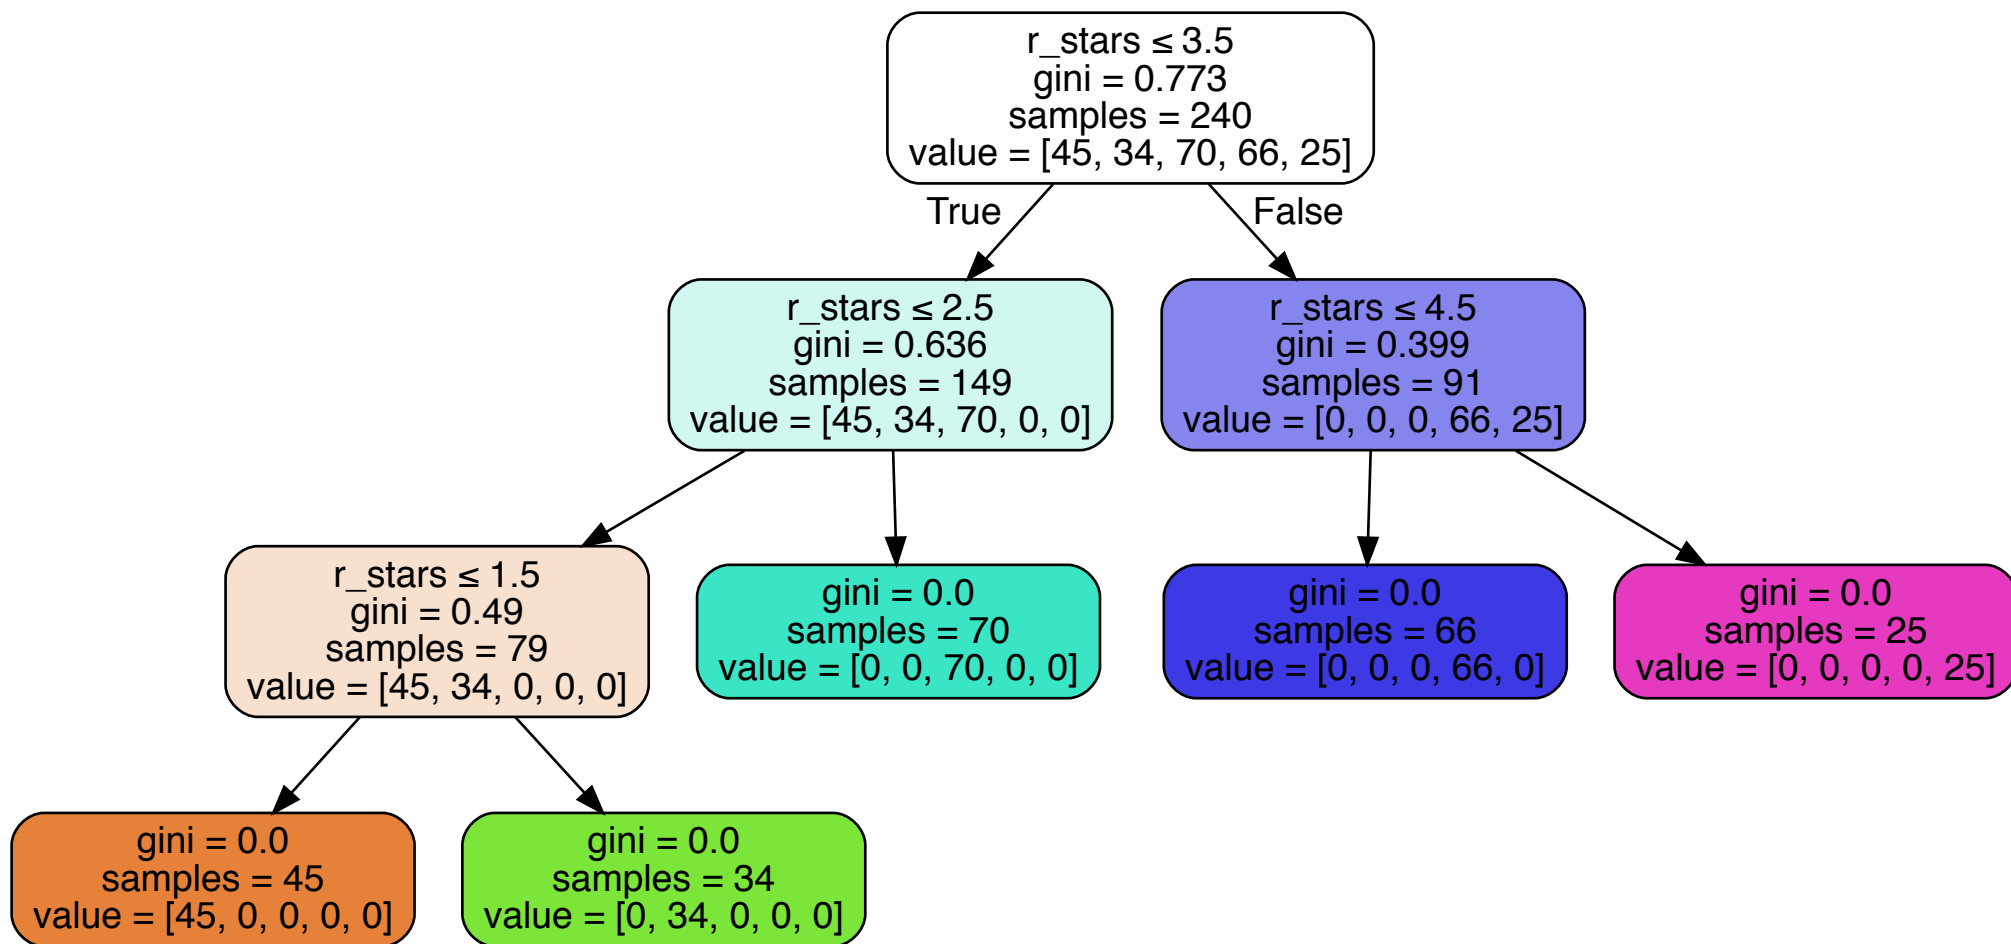 r_stars ≤ 3.5
gini = 0.773
samples = 240
value = [45, 34, 70, 66, 25]
True
False
r_stars ≤ 2.5
gini = 0.636
samples = 149
value = [45, 34, 70, 0, 0]
r_stars ≤ 4.5
gini = 0.399
samples = 91
value = [0, 0, 0, 66, 25]
r_stars ≤ 1.5
gini = 0.49
samples = 79
value = [45, 34, 0, 0, 0]
gini = 0.0
samples = 70
value = [0, 0, 70, 0, 0]
gini = 0.0
samples = 66
value = [0, 0, 0, 66, 0]
gini = 0.0
samples = 25
value = [0, 0, 0, 0, 25]
gini = 0.0
samples = 45
value = [45, 0, 0, 0, 0]
gini = 0.0
samples = 34
value = [0, 34, 0, 0, 0]